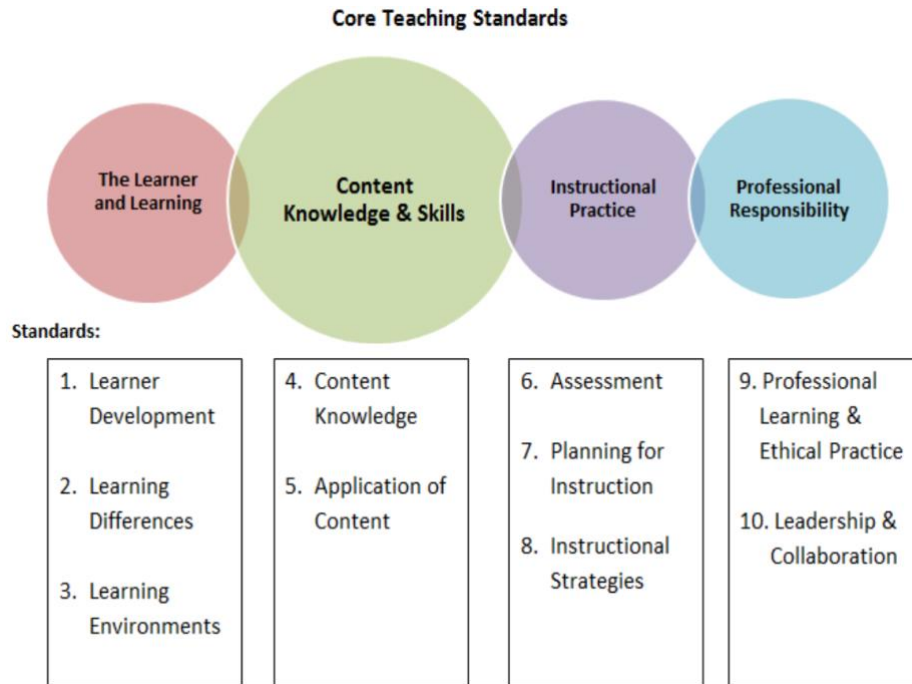 Core Teaching Standards
The Learner
and Learning
Content
Knowledge & Skills
Instructional
Practice
Professional
Responsibility
Standards:
1. Learner
Development
2. Learning
Differences
3. Learning
Environments
4. Content
Knowledge
5. Application of
Content
6. Assessment
7. Planning for
Instruction
8. Instructional
Strategies
9. Professional
Learning &
Ethical Practice
10. Leadership &
Collaboration